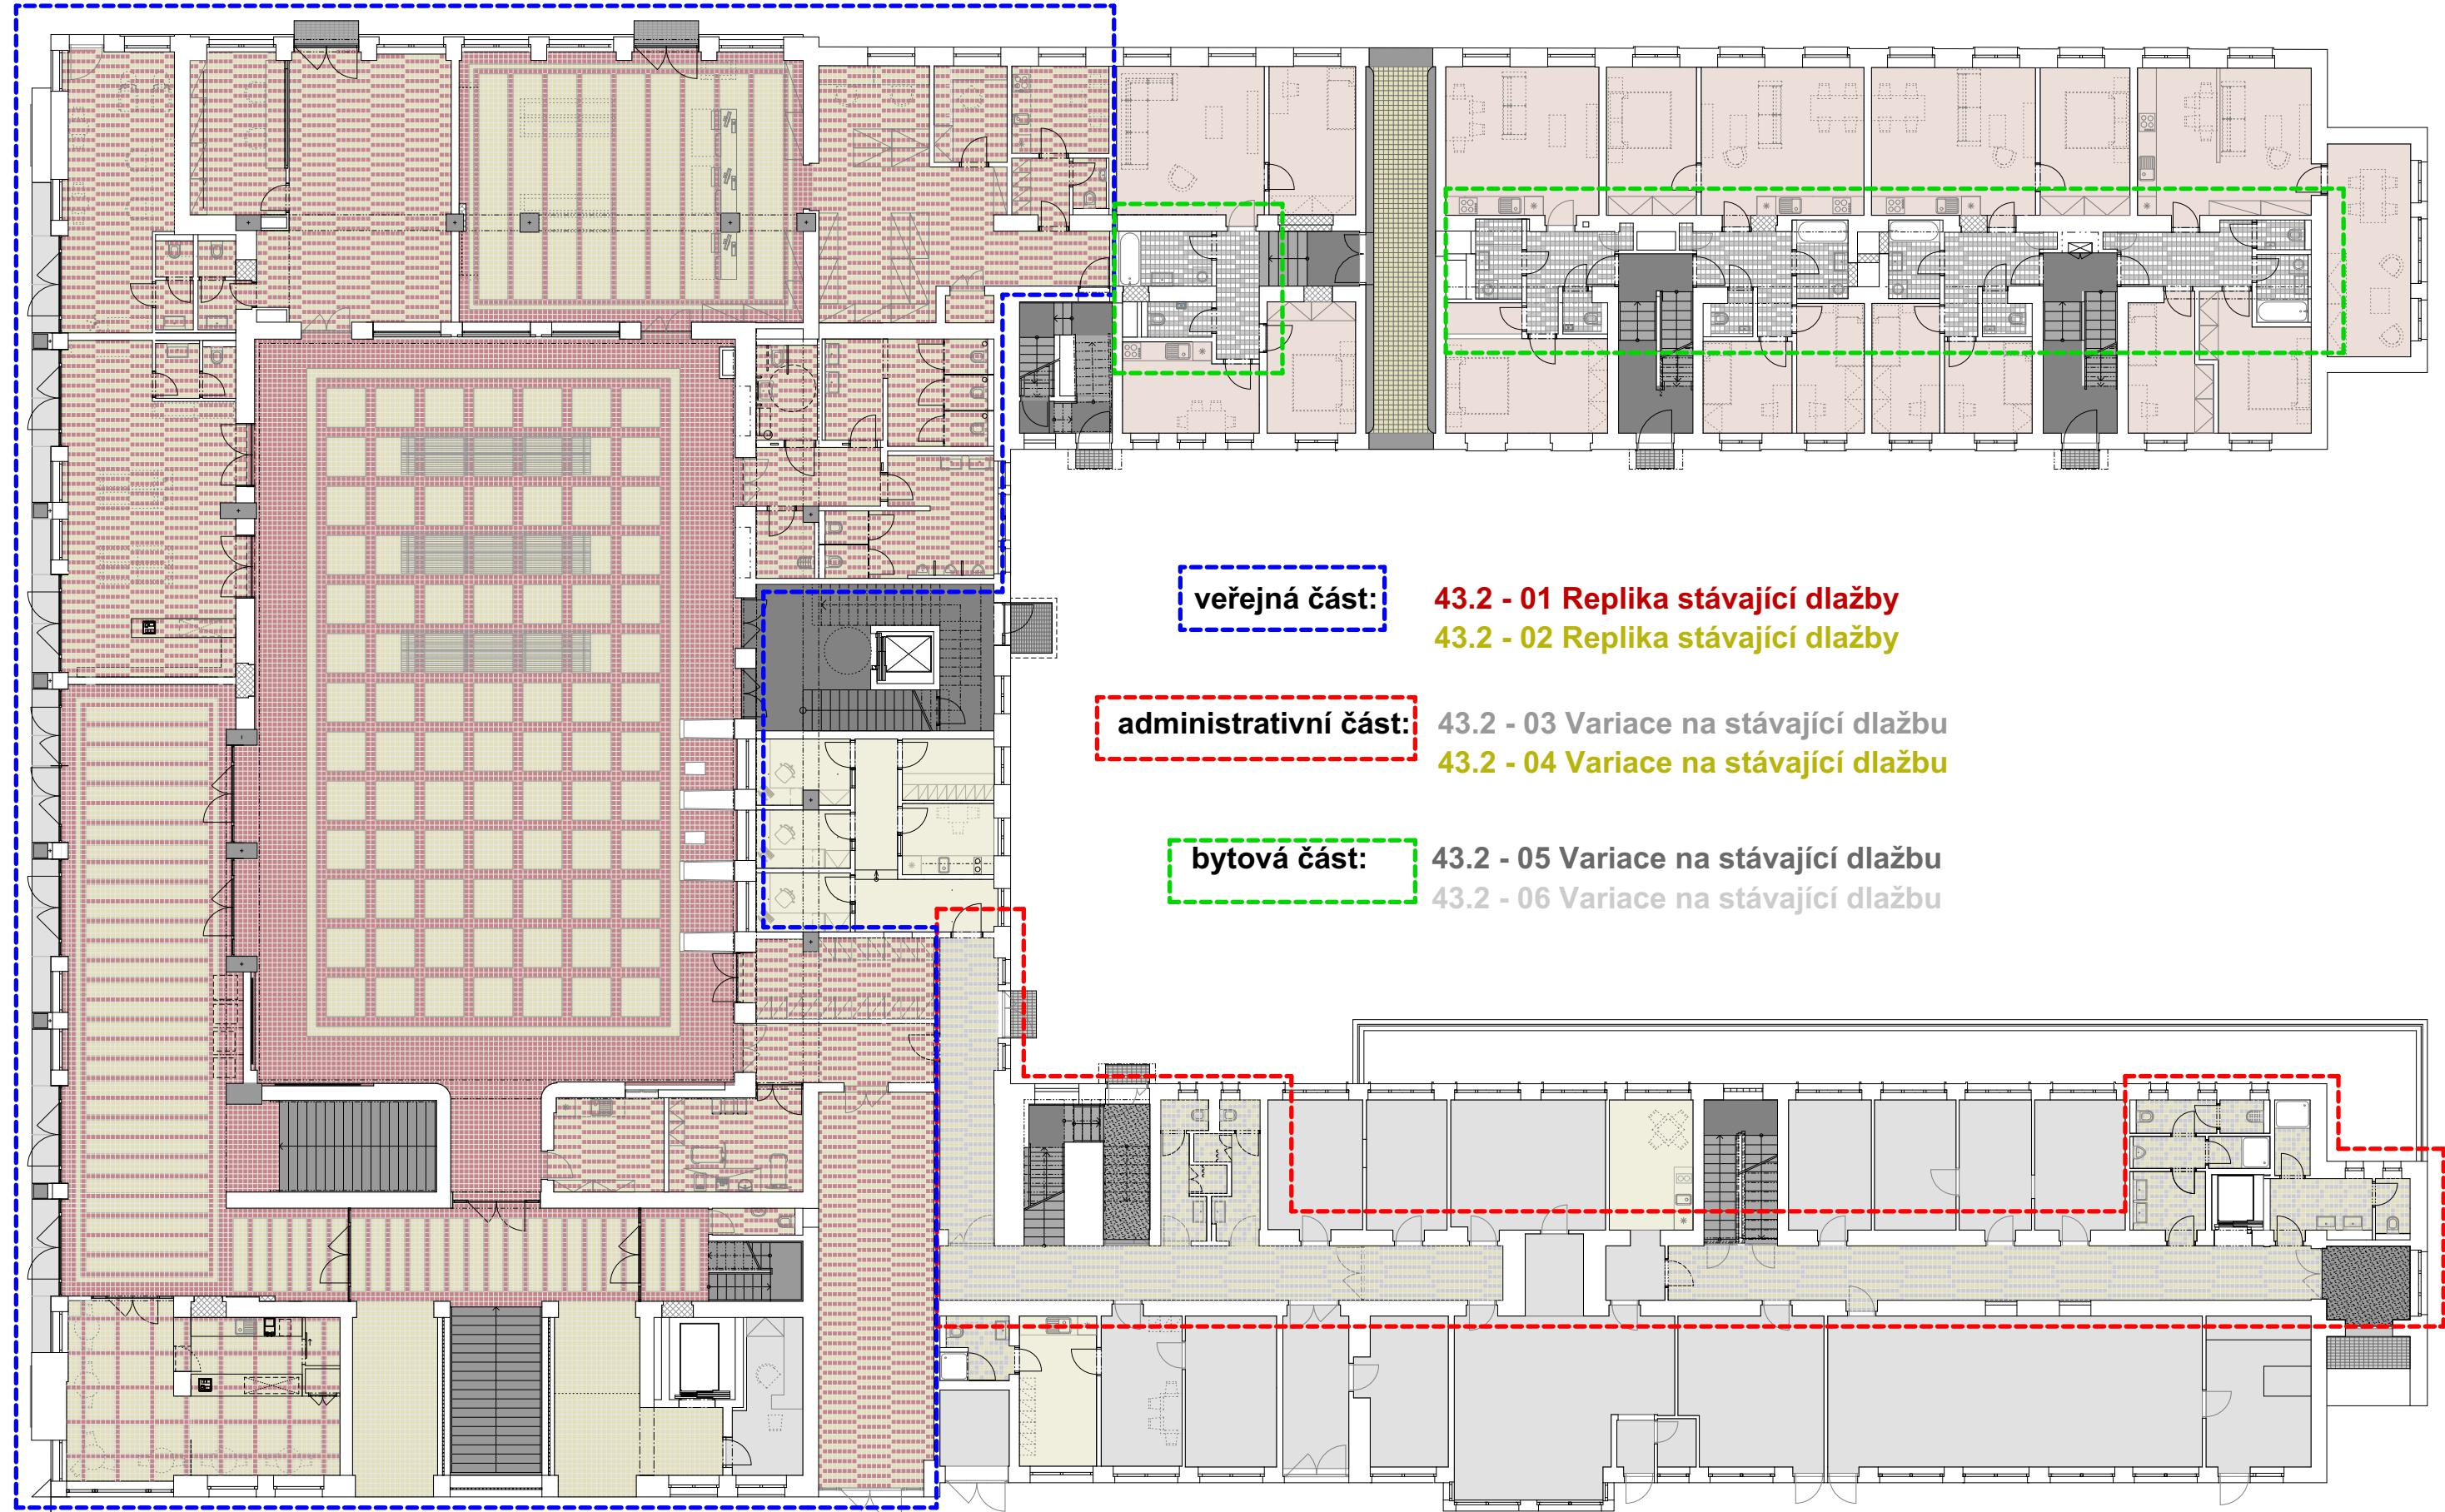 veřejná část: 43.2 - 01 Replika stávající dlažby
43.2 - 02 Replika stávající dlažby
administrativní část: 43.2 - 03 Variace na stávající dlažbu
43.2 - 04 Variace na stávající dlažbu
bytová část: 43.2 - 05 Variace na stávající dlažbu
43.2 - 06 Variace na stávající dlažbu